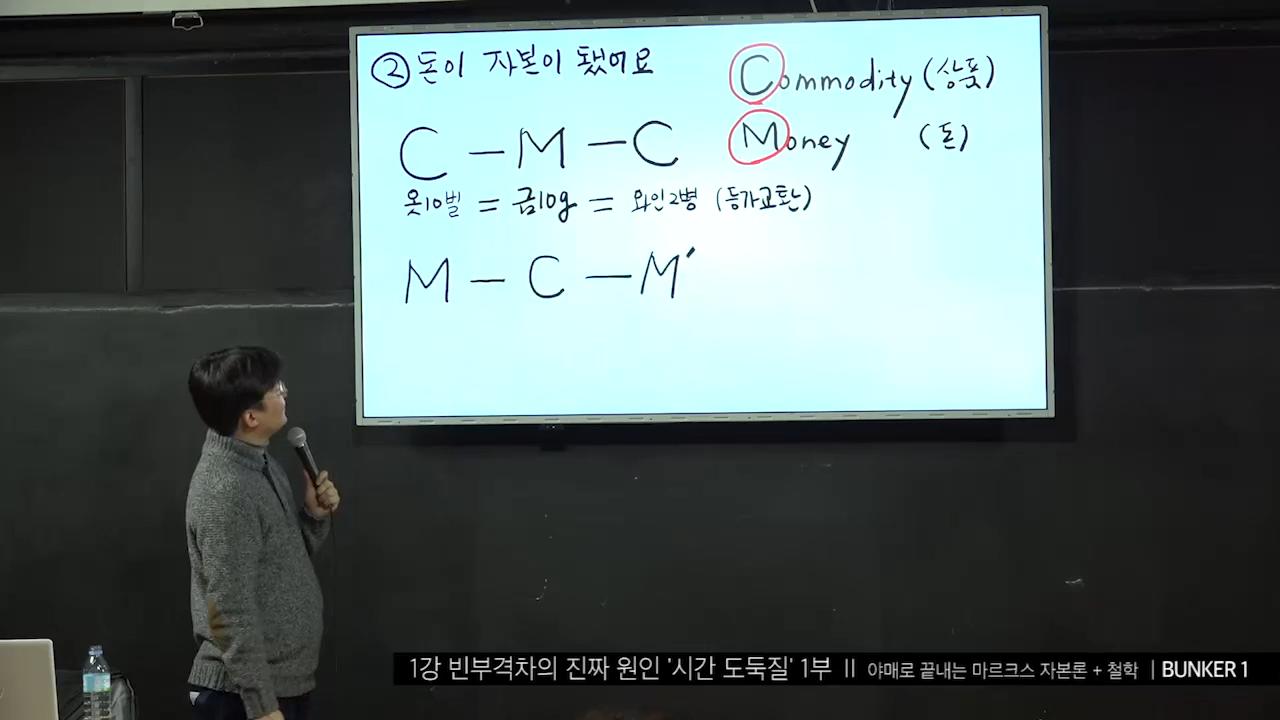 ② 돈이 자본이 됐어요
Commodity (상품)
Money (돈)
C – M – C
옷10벌 = 금10g = 와인2병 (등가교환)
M – C – M′
1강 빈부격차의 진짜 원인 '시간 도둑질' 1부 II 야매로 끝내는 마르크스 자본론 + 철학 | BUNKER 1